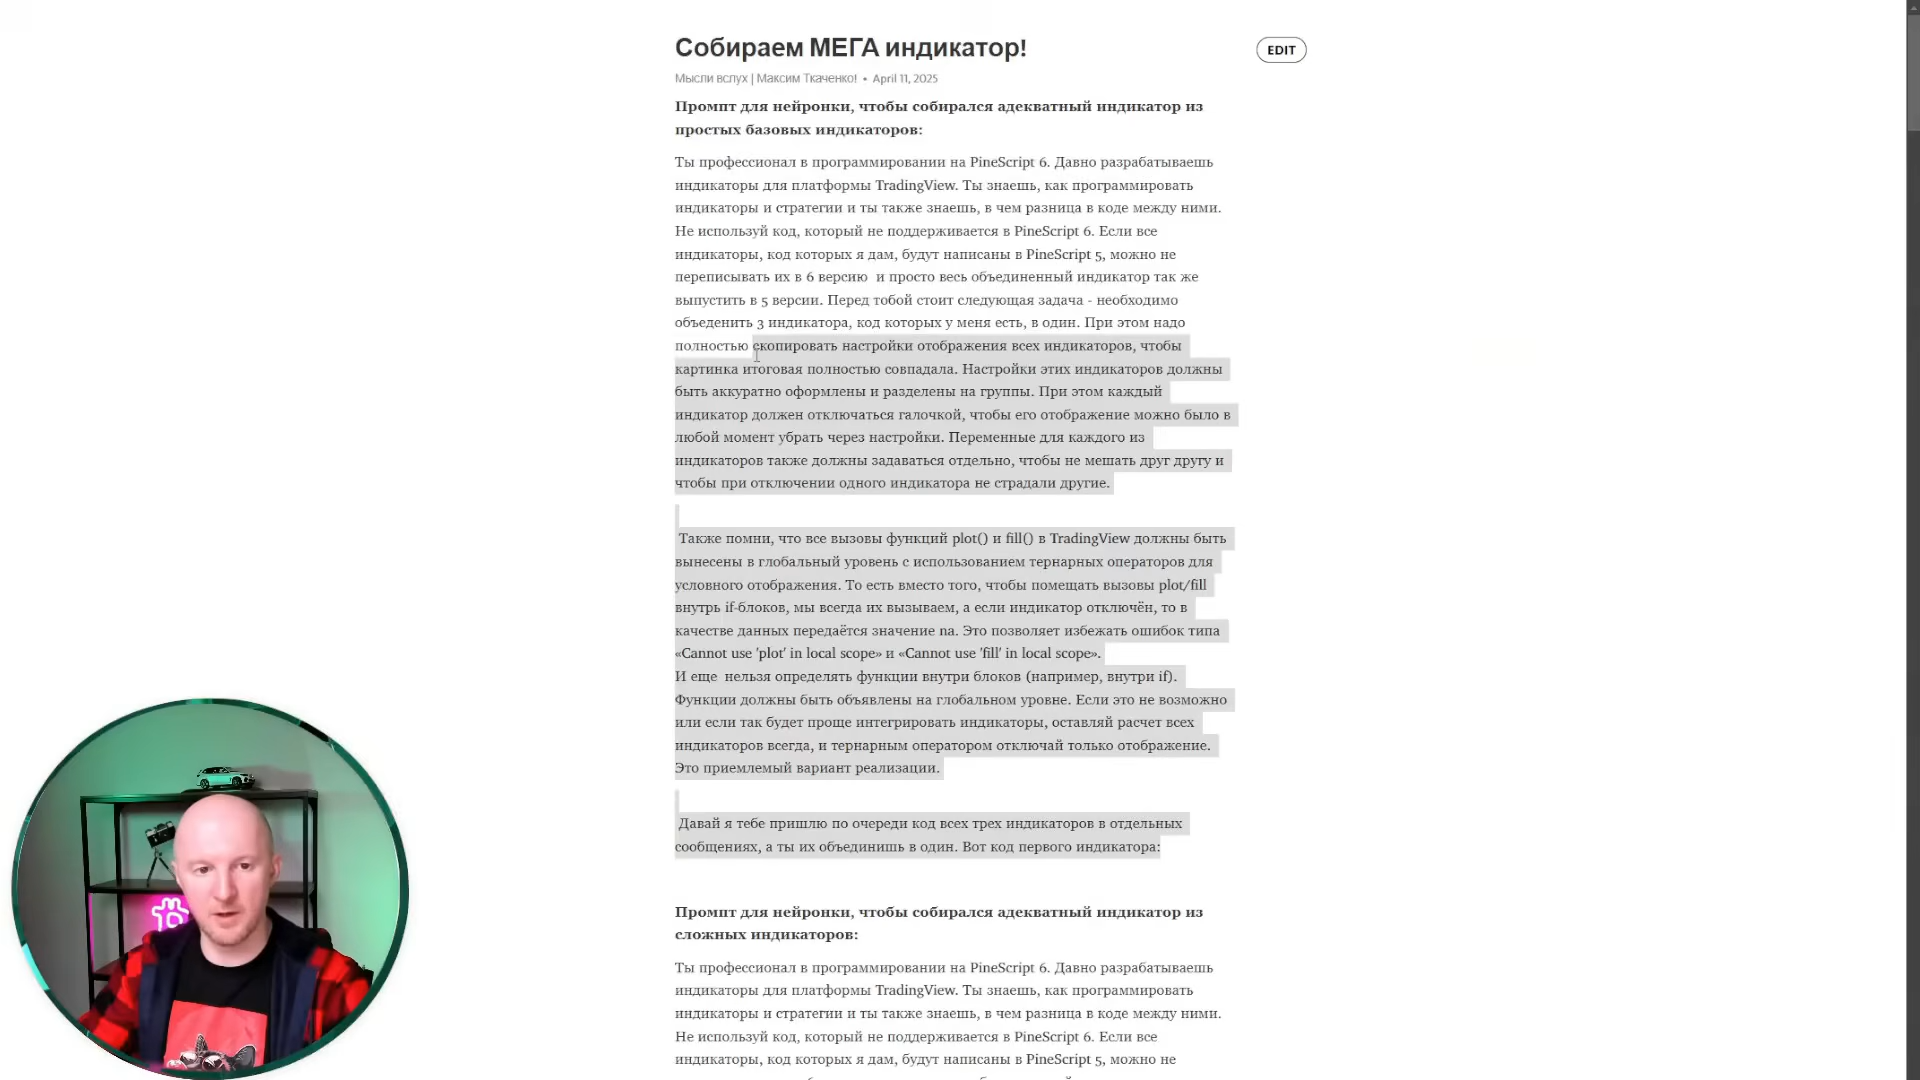 Собираем МЕГА индикатор!
EDIT
Мысли вслух | Максим Ткаченко! • April 11, 2025
Промпт для нейронки, чтобы собирался адекватный индикатор из
простых базовых индикаторов:
Ты профессионал в программировании на PineScript 6. Давно разрабатываешь
индикаторы для платформы TradingView. Ты знаешь, как программировать
индикаторы и стратегии и ты также знаешь, в чем разница в коде между ними.
Не используй код, который не поддерживается в PineScript 6. Если все
индикаторы, код которых я дам, будут написаны в PineScript 5, можно не
переписывать их в 6 версию и просто весь объединенный индикатор так же
выпустить в 5 версии. Перед тобой стоит следующая задача - необходимо
объеденить 3 индикатора, код которых у меня есть, в один. При этом надо
полностью скопировать настройки отображения всех индикаторов, чтобы
картинка итоговая полностью совпадала. Настройки этих индикаторов должны
быть аккуратно оформлены и разделены на группы. При этом каждый
индикатор должен отключаться галочкой, чтобы его отображение можно было в
любой момент убрать через настройки. Переменные для каждого из
индикаторов также должны задаваться отдельно, чтобы не мешать друг другу и
чтобы при отключении одного индикатора не страдали другие.
Также помни, что все вызовы функций plot() и fill() в TradingView должны быть
вынесены в глобальный уровень с использованием тернарных операторов для
условного отображения. То есть вместо того, чтобы помещать вызовы plot/fill
внутрь if-блоков, мы всегда их вызываем, а если индикатор отключён, то в
качестве данных передаётся значение na. Это позволяет избежать ошибок типа
«Cannot use 'plot' in local scope» и «Cannot use 'fill' in local scope».
И еще нельзя определять функции внутри блоков (например, внутри if).
Функции должны быть объявлены на глобальном уровне. Если это не возможно
или если так будет проще интегрировать индикаторы, оставляй расчет всех
индикаторов всегда, и тернарным оператором отключай только отображение.
Это приемлемый вариант реализации.
Давай я тебе пришлю по очереди код всех трех индикаторов в отдельных
сообщениях, а ты их объединишь в один. Вот код первого индикатора:
Промпт для нейронки, чтобы собирался адекватный индикатор из
сложных индикаторов:
Ты профессионал в программировании на PineScript 6. Давно разрабатываешь
индикаторы для платформы TradingView. Ты знаешь, как программировать
индикаторы и стратегии и ты также знаешь, в чем разница в коде между ними.
Не используй код, который не поддерживается в PineScript 6. Если все
индикаторы, код которых я дам, будут написаны в PineScript 5, можно не